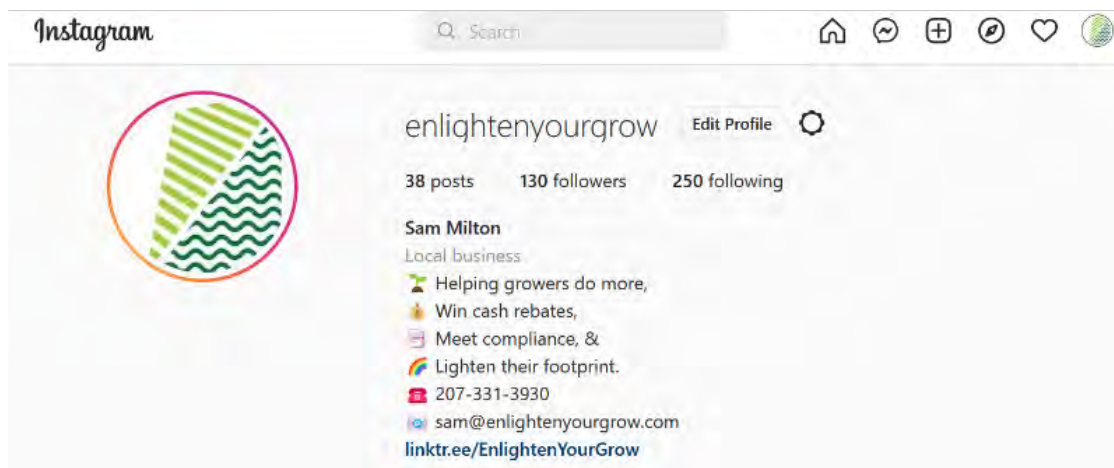 Instagram
Search
enlightenyourgrow Edit Profile
38 posts 130 followers 250 following
Sam Milton
Local business
Helping growers do more,
Win cash rebates,
Meet compliance, &
Lighten their footprint.
207-331-3930
sam@enlightenyourgrow.com
linktr.ee/EnlightenYourGrow